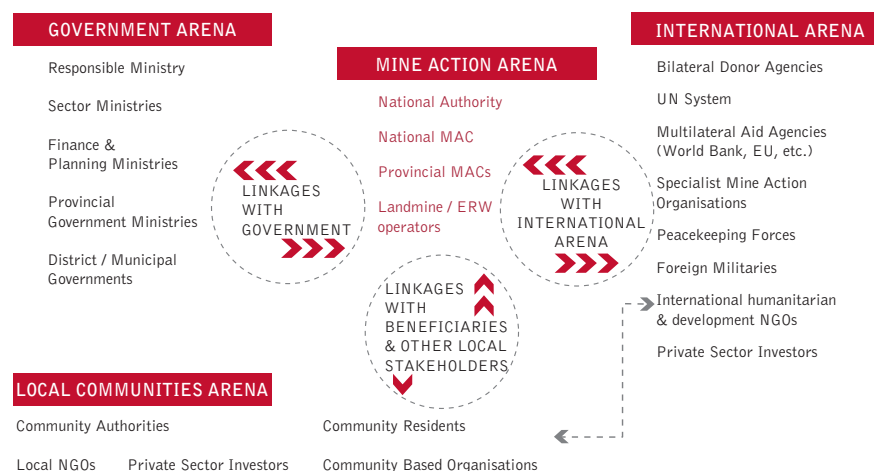 GOVERNMENT ARENA
Responsible Ministry
Sector Ministries
Finance &
Planning Ministries
Provincial
Government Ministries
District / Municipal
Governments
LINKAGES
WITH
GOVERNMENT
MINE ACTION ARENA
National Authority
National MAC
Provincial MACs
Landmine / ERW
operators
LINKAGES
WITH
BENEFICIARIES
& OTHER LOCAL
STAKEHOLDERS
LINKAGES
WITH
INTERNATIONAL
ARENA
INTERNATIONAL ARENA
Bilateral Donor Agencies
UN System
Multilateral Aid Agencies
(World Bank, EU, etc.)
Specialist Mine Action
Organisations
Peacekeeping Forces
Foreign Militaries
International humanitarian
& development NGOs
Private Sector Investors
LOCAL COMMUNITIES ARENA
Community Authorities
Community Residents
Local NGOs
Private Sector Investors
Community Based Organisations